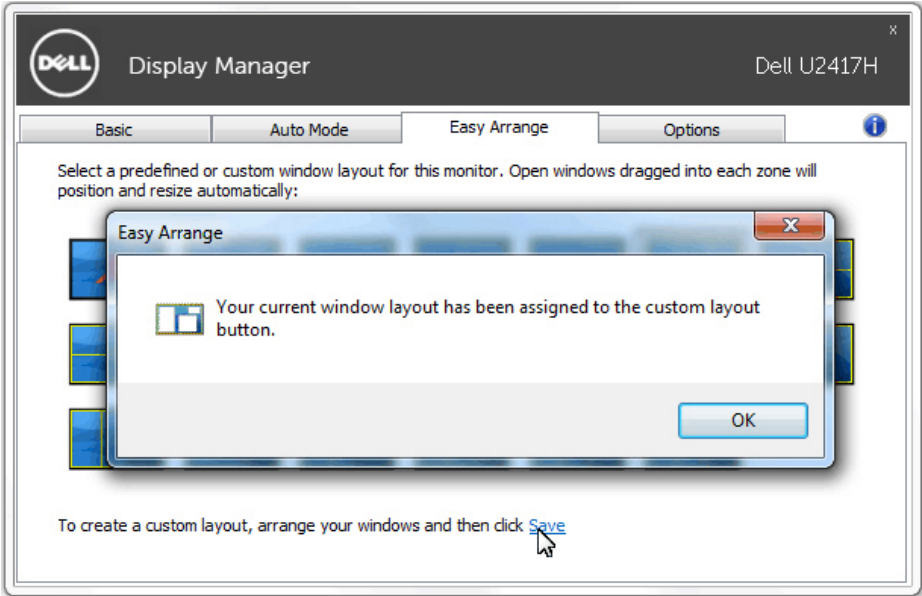 x
DELL
Display Manager
Dell U2417H
Basic
Auto Mode
Easy Arrange
Options
i
Select a predefined or custom window layout for this monitor. Open windows dragged into each zone will
position and resize automatically:
Easy Arrange
x
Your current window layout has been assigned to the custom layout
button.
OK
To create a custom layout, arrange your windows and then click Save